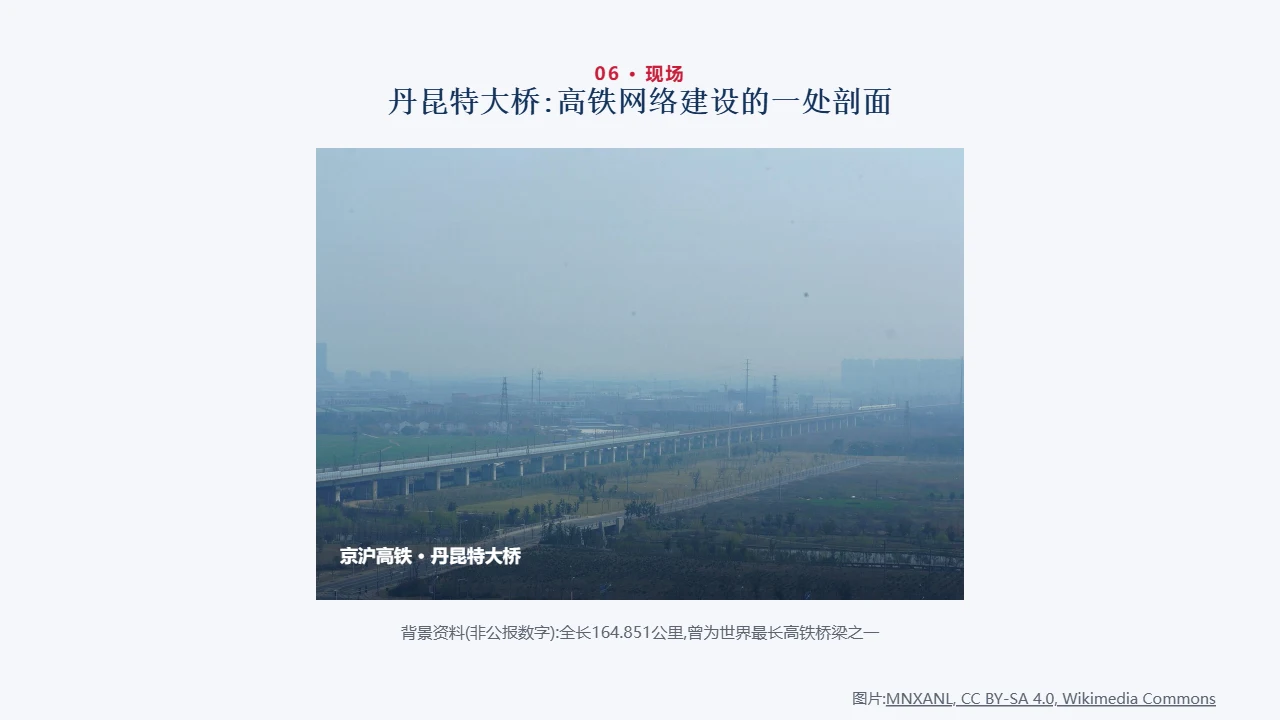 06 • 现场
丹昆特大桥:高铁网络建设的一处剖面
京沪高铁 • 丹昆特大桥
背景资料(非公报数字):全长164.851公里,曾为世界最长高铁桥梁之一
图片:MNXANL, CC BY-SA 4.0, Wikimedia Commons